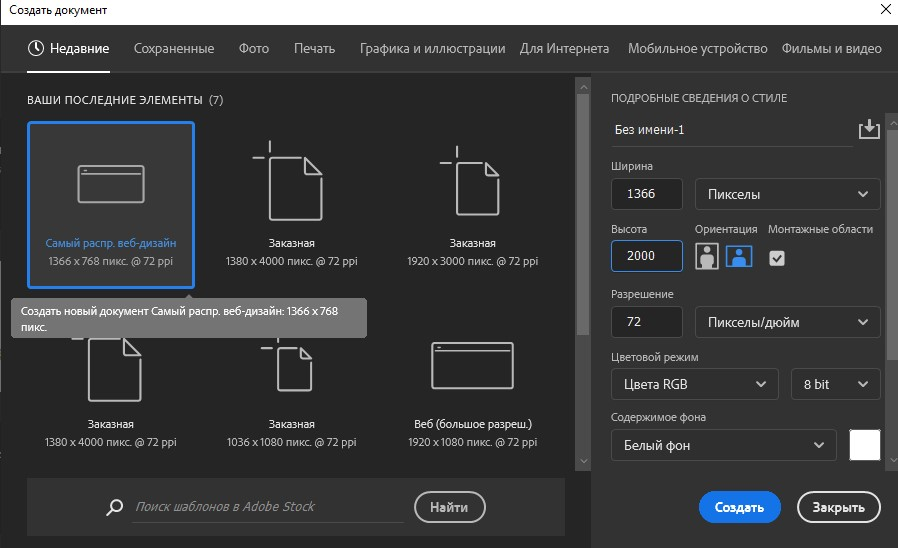 Создать документ
Недавние Сохраненные Фото Печать Графика и иллюстрации Для Интернета Мобильное устройство Фильмы и видео
ВАШИ ПОСЛЕДНИЕ ЭЛЕМЕНТЫ (7)
Самый распр. веб-дизайн
1366 x 768 пикс. @ 72 ppi
Заказная
1380 x 4000 пикс. @ 72 ppi
Заказная
1920 x 3000 пикс. @ 72 ppi
Создать новый документ Самый распр. веб-дизайн: 1366 x 768
пикс.
Заказная
1380 x 4000 пикс. @ 72 ppi
Заказная
1036 x 1080 пикс. @ 72 ppi
Веб (большое разреш.)
1920 x 1080 пикс. @ 72 ppi
Поиск шаблонов в Adobe Stock
Найти
ПОДРОБНЫЕ СВЕДЕНИЯ О СТИЛЕ
Без имени-1
Ширина
1366 Пикселы
Высота Ориентация Монтажные области
2000
Разрешение
72 Пикселы/дюйм
Цветовой режим
Цвета RGB 8 bit
Содержимое фона
Белый фон
Создать Закрыть